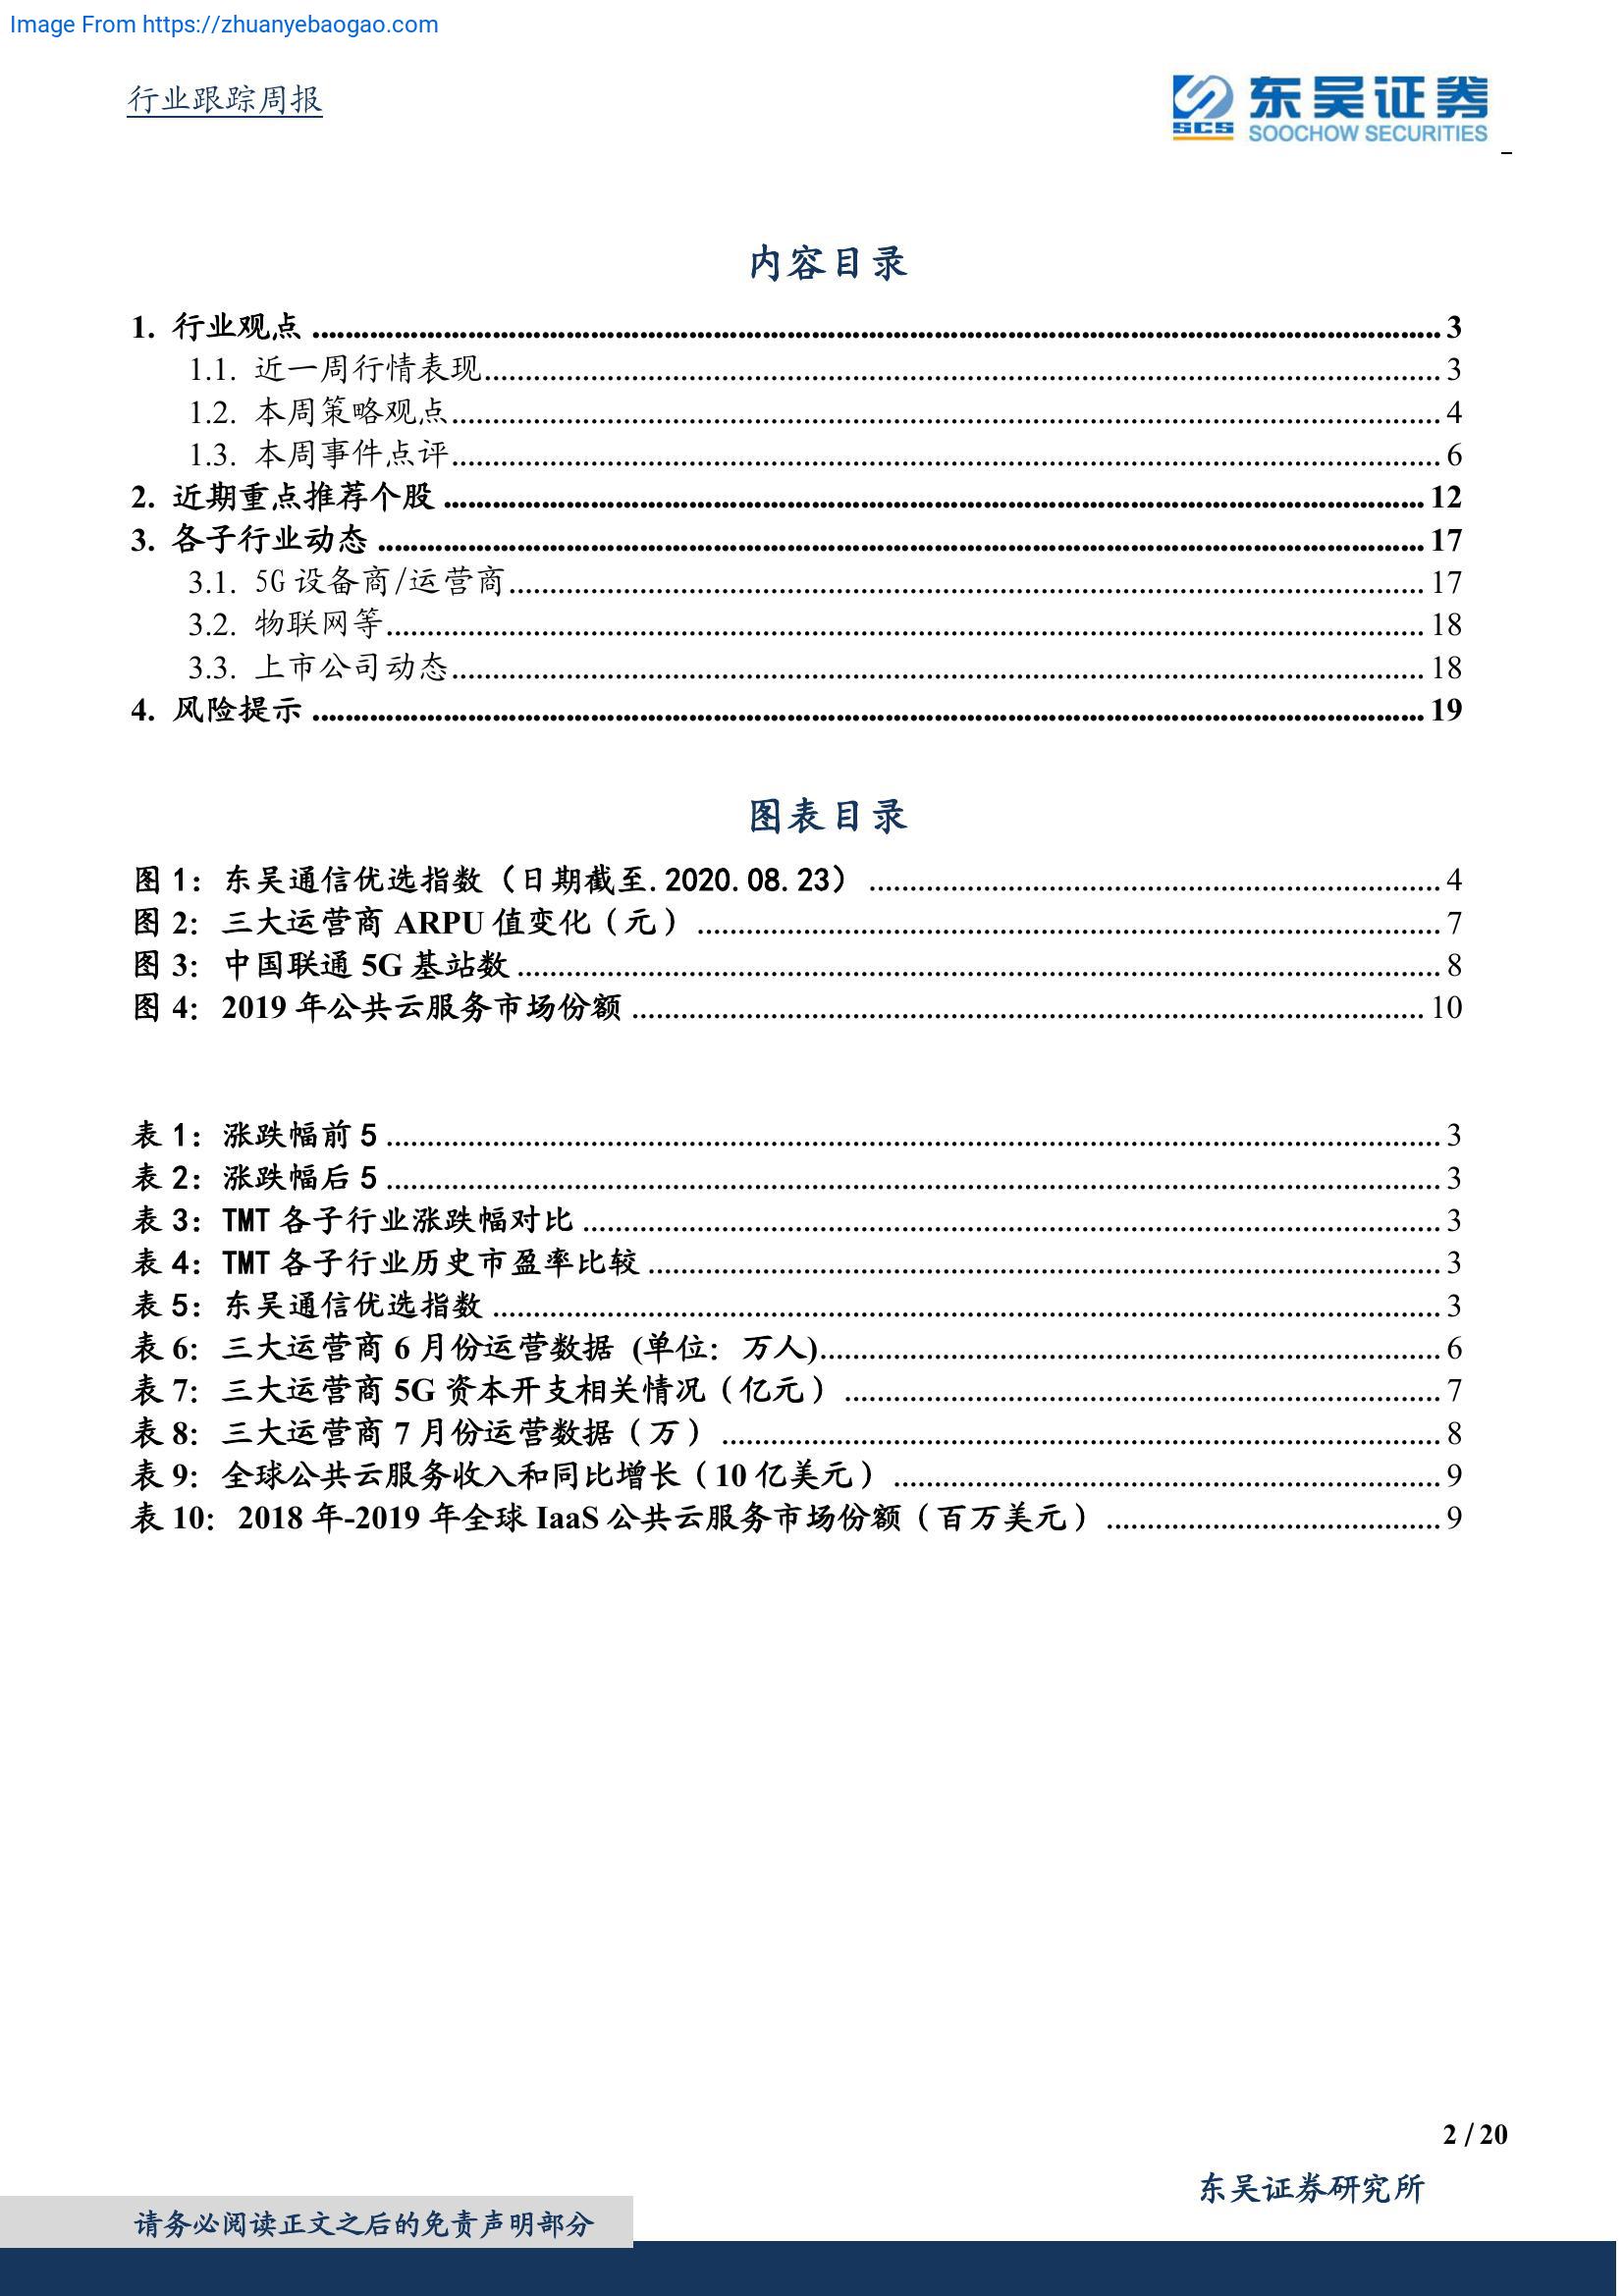 Image From https://zhuanyebaogao.com
行业跟踪周报
东吴证券
SCS
SOOCHOW SECURITIES
内容目录
1. 行业观点 ........ 3
1.1. 近一周行情表现 ........ 3
1.2. 本周策略观点 ........ 4
1.3. 本周事件点评 ........ 6
2. 近期重点推荐个股 ........ 12
3. 各子行业动态 ........ 17
3.1. 5G 设备商/运营商 ........ 17
3.2. 物联网等 ........ 18
3.3. 上市公司动态 ........ 18
4. 风险提示 ........ 19
图表目录
图 1：东吴通信优选指数（日期截至.2020.08.23） ........ 4
图 2：三大运营商 ARPU 值变化（元） ........ 7
图 3：中国联通 5G 基站数 ........ 8
图 4：2019 年公共云服务市场份额 ........ 10
表 1：涨跌幅前 5 ........ 3
表 2：涨跌幅后 5 ........ 3
表 3：TMT 各子行业涨跌幅对比 ........ 3
表 4：TMT 各子行业历史市盈率比较 ........ 3
表 5：东吴通信优选指数 ........ 3
表 6：三大运营商 6 月份运营数据 (单位：万人) ........ 6
表 7：三大运营商 5G 资本开支相关情况（亿元） ........ 7
表 8：三大运营商 7 月份运营数据（万） ........ 8
表 9：全球公共云服务收入和同比增长（10 亿美元） ........ 9
表 10：2018 年-2019 年全球 IaaS 公共云服务市场份额（百万美元） ........ 9
2 / 20
东吴证券研究所
请务必阅读正文之后的免责声明部分